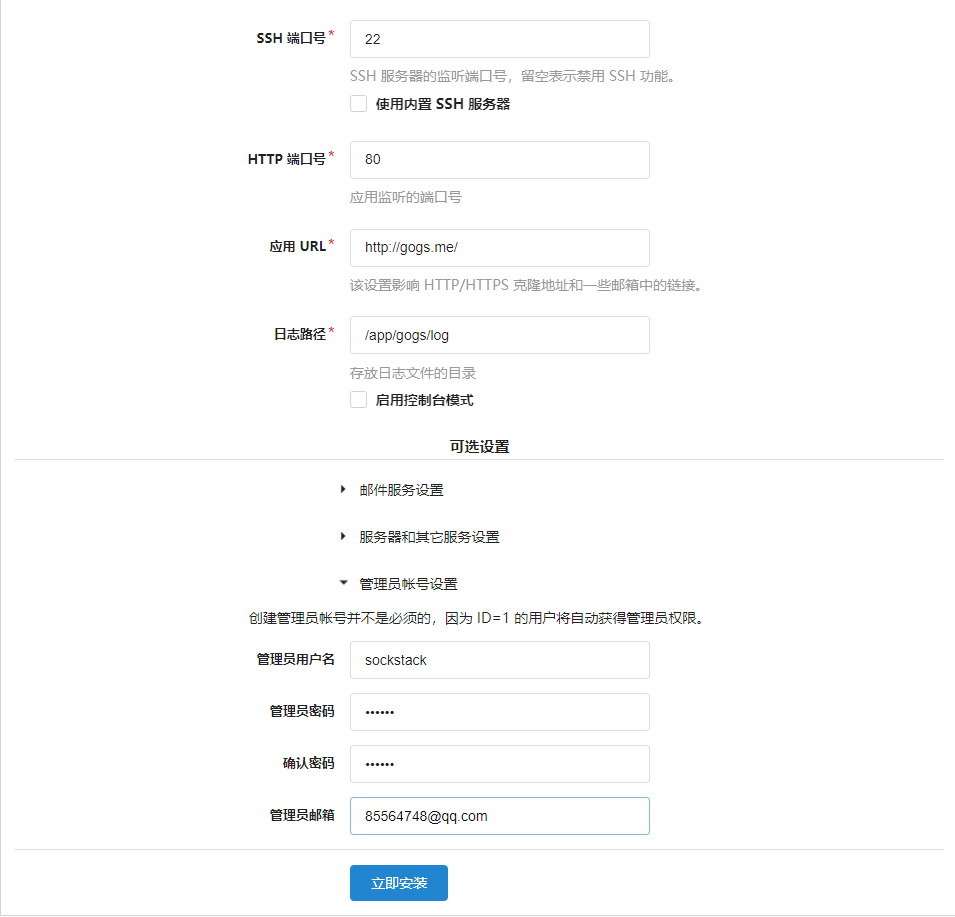 SSH 端口号*
22
SSH 服务器的监听端口号，留空表示禁用 SSH 功能。
使用内置 SSH 服务器
HTTP 端口号*
80
应用监听的端口号
应用 URL*
http://gogs.me/
该设置影响 HTTP/HTTPS 克隆地址和一些邮箱中的链接。
日志路径*
/app/gogs/log
存放日志文件的目录
启用控制台模式
可选设置
邮件服务设置
服务器和其它服务设置
管理员帐号设置
创建管理员帐号并不是必须的，因为 ID=1 的用户将自动获得管理员权限。
管理员用户名
sockstack
管理员密码
••••••
确认密码
••••••
管理员邮箱
85564748@qq.com
立即安装